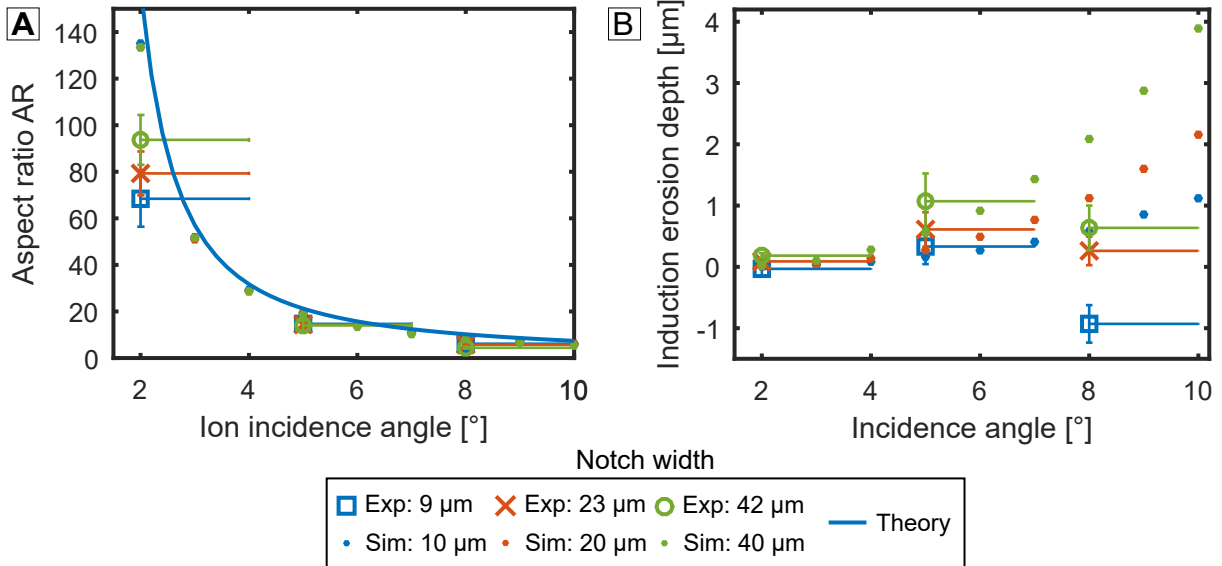 A
Aspect ratio AR
140
120
100
80
60
40
20
0
2
4
6
8
10
Ion incidence angle [°]
B
Induction erosion depth [µm]
4
3
2
1
0
-1
2
4
6
8
10
Incidence angle [°]
Notch width
Exp: 9 µm Exp: 23 µm Exp: 42 µm
Theory
Sim: 10 µm Sim: 20 µm Sim: 40 µm